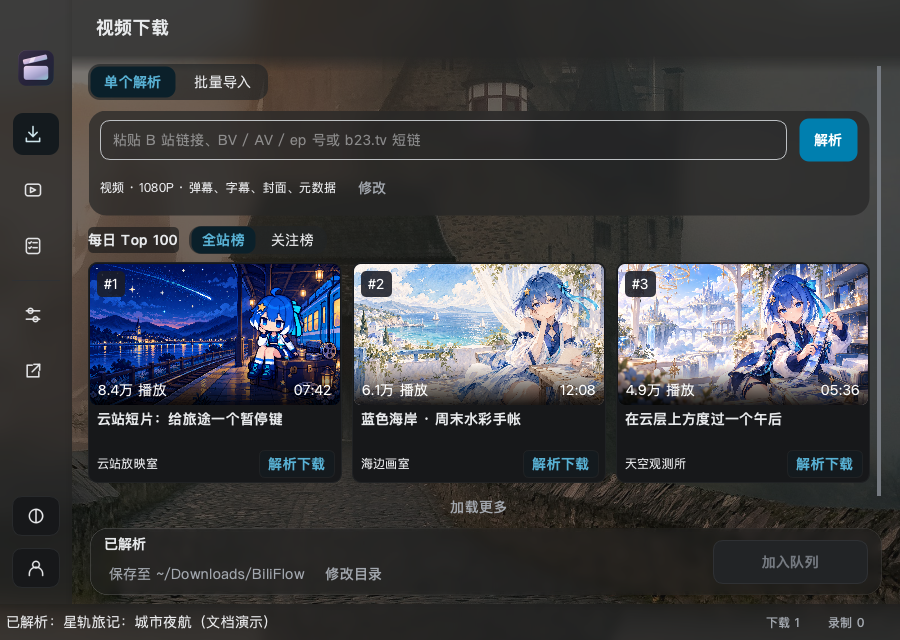 视频下载
单个解析 批量导入
粘贴 B 站链接、BV / AV / ep 号或 b23.tv 短链 解析
视频 · 1080P · 弹幕、字幕、封面、元数据 修改
每日 Top 100 全站榜 关注榜
#1 #2 #3
8.4万 播放 07:42 6.1万 播放 12:08 4.9万 播放 05:36
云站短片：给旅途一个暂停键 蓝色海岸 · 周末水彩手帐 在云层上方度过一个午后
云站放映室 解析下载 海边画室 解析下载 天空观测所 解析下载
加载更多
已解析
保存至 ~/Downloads/BiliFlow 修改目录 加入队列
已解析：星轨旅记：城市夜航（文档演示） 下载 1 录制 0